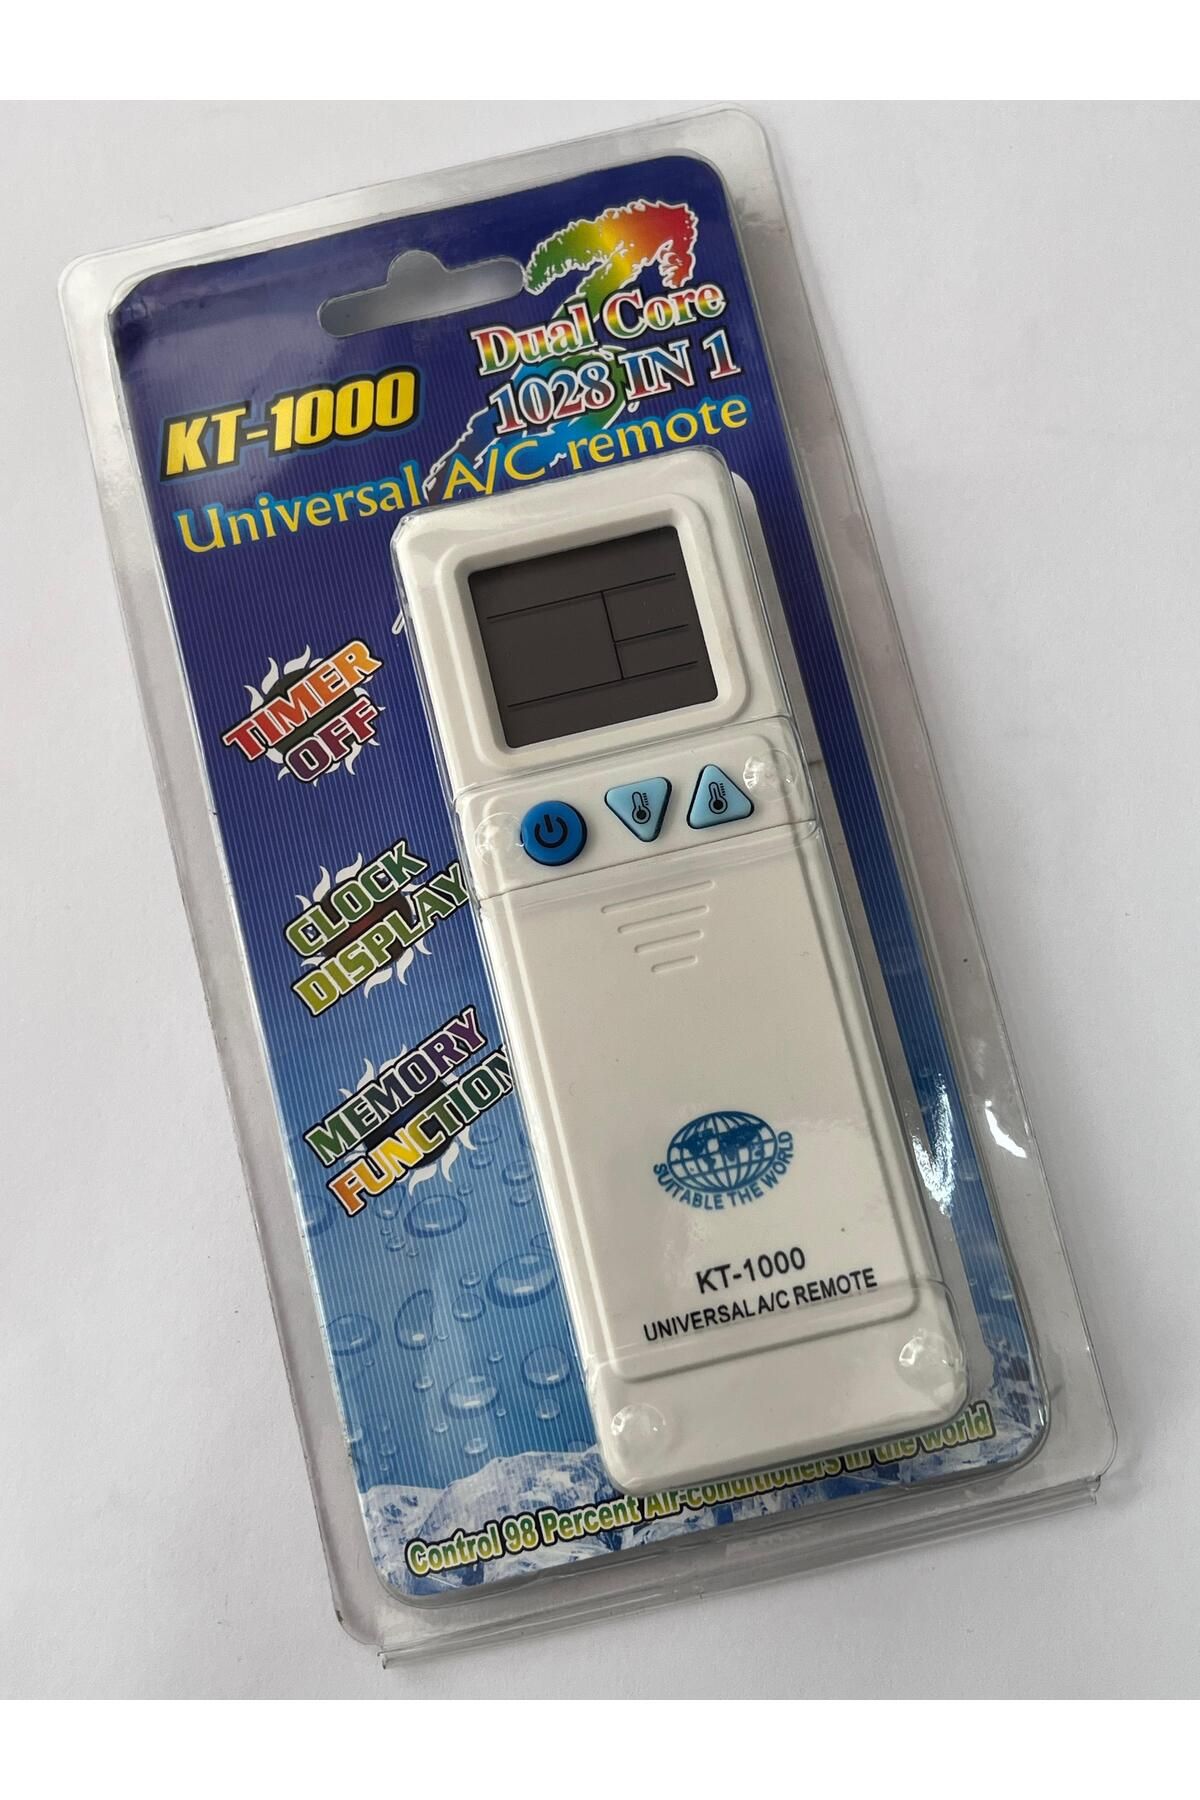 Dual Core
1028 IN 1
KT-1000
Universal A/C remote
TIMER
OFF
CLOCK
DISPLAY
MEMORY
FUNCTION
SUITABLE THE WORLD
KT-1000
UNIVERSAL A/C REMOTE
Control 98 Percent Air-conditioners in the world